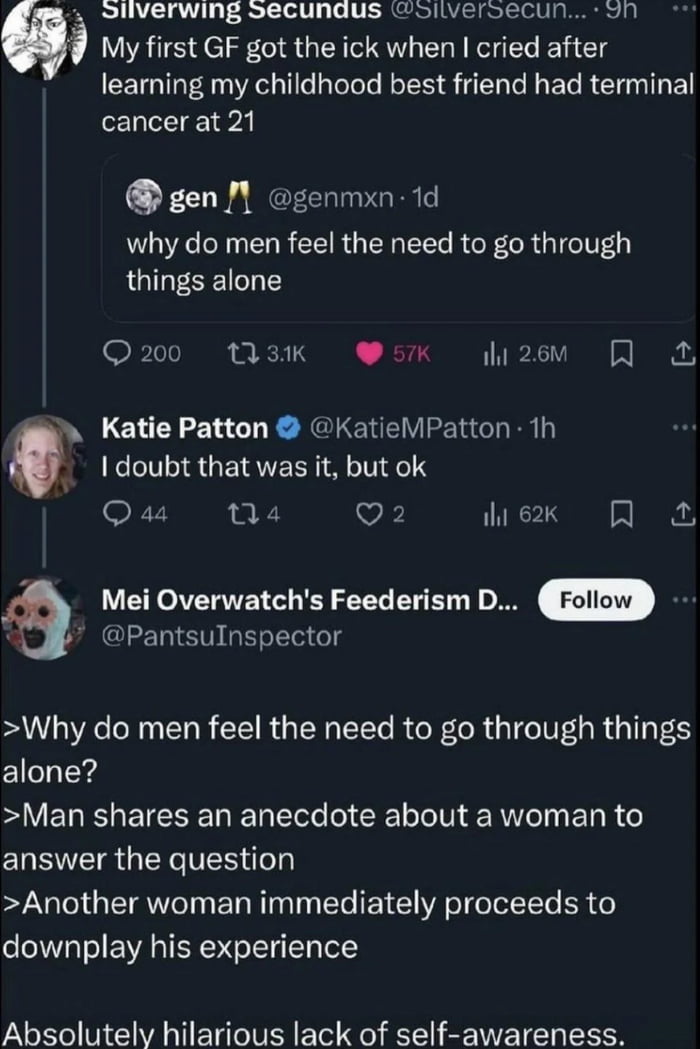 Silverwing Secundus @SilverSecun... · 9h
My first GF got the ick when I cried after
learning my childhood best friend had terminal
cancer at 21
gen 🥂 @genmxn · 1d
why do men feel the need to go through
things alone
200 3.1K 57K 2.6M
Katie Patton @KatieMPatton · 1h
I doubt that was it, but ok
44 4 2 62K
Mei Overwatch's Feederism D... Follow
@PantsuInspector
>Why do men feel the need to go through things
alone?
>Man shares an anecdote about a woman to
answer the question
>Another woman immediately proceeds to
downplay his experience
Absolutely hilarious lack of self-awareness.